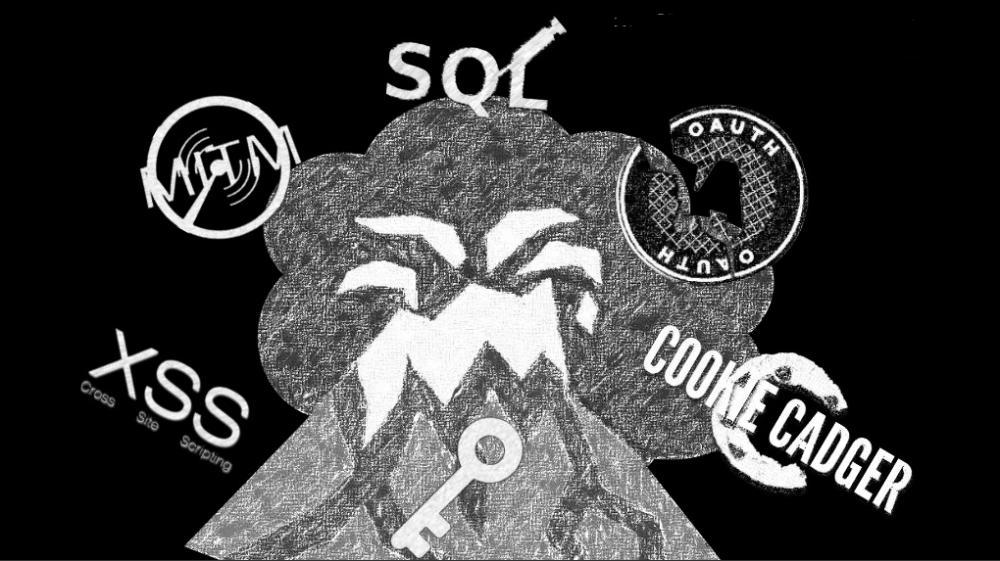 SQL
MITM
OAUTH
OAUTH
XSS
Cross Site Scripting
COOKIE CADGER